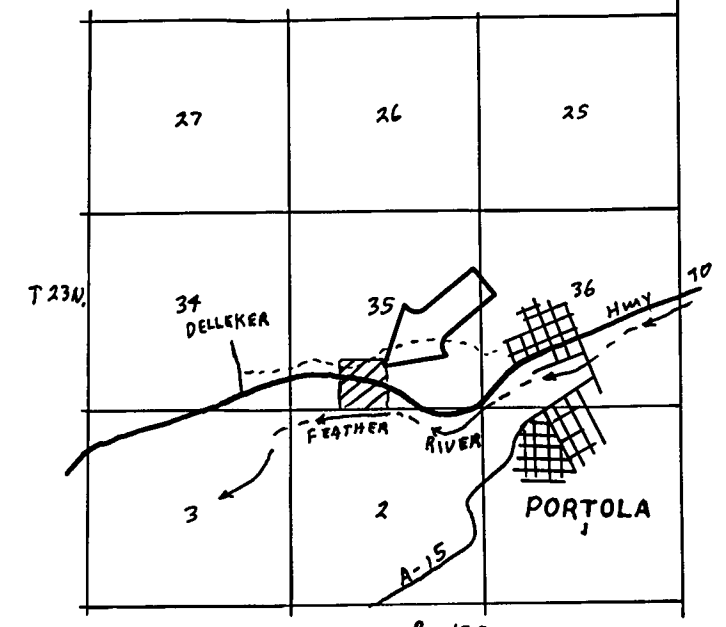 27
26
25
T 23N.
34
35
36
DELLEKER
Hwy
70
FEATHER
RIVER
3
2
PORTOLA
A-15